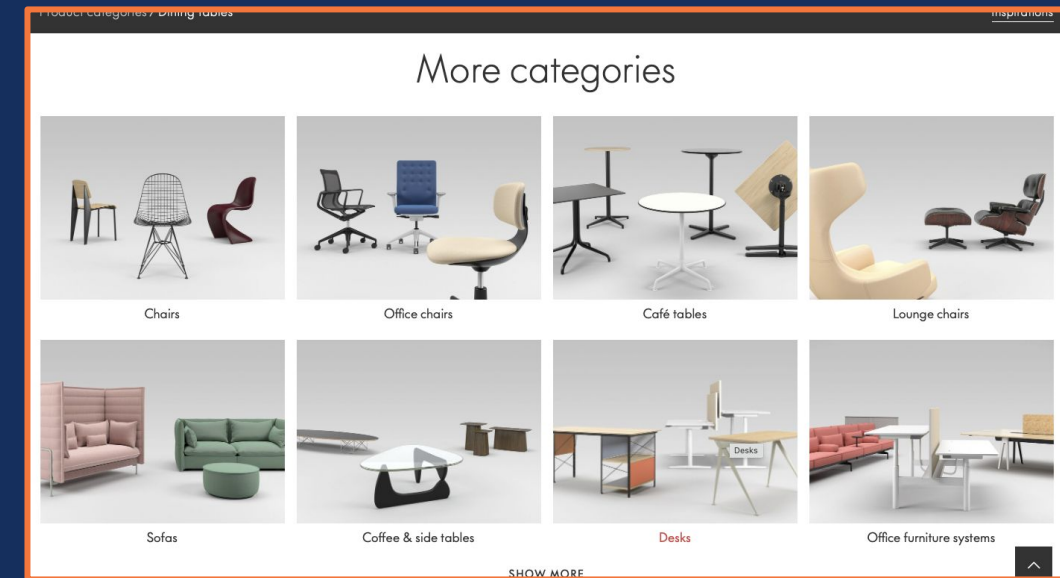 Product categories / Dining tables
Inspirations
More categories
Chairs
Office chairs
Café tables
Lounge chairs
Desks
Sofas
Coffee & side tables
Desks
Office furniture systems
SHOW MORE